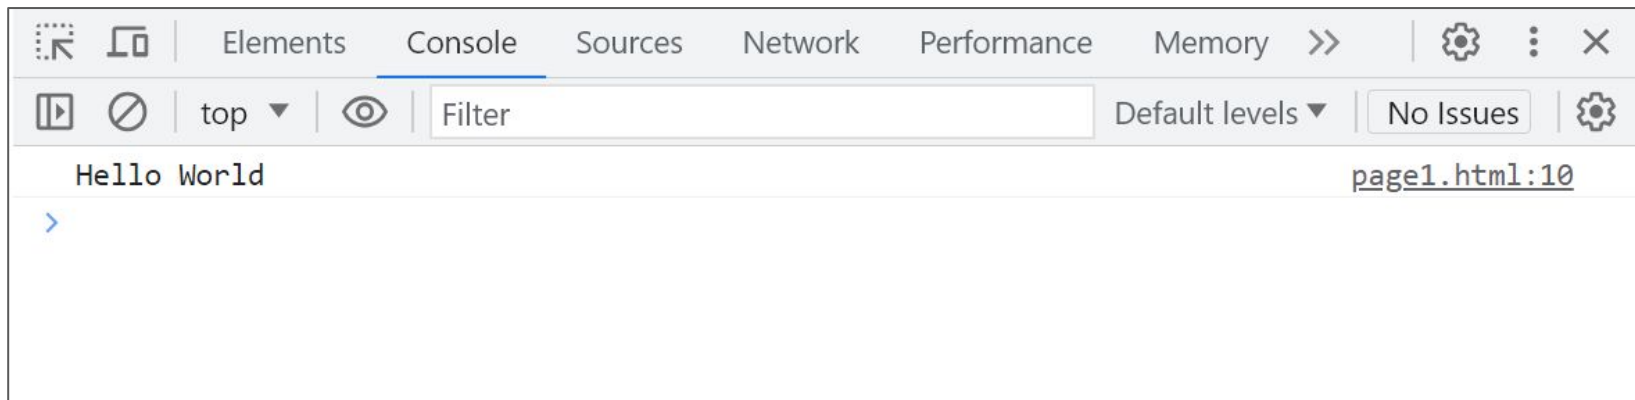 Elements Console Sources Network Performance Memory
top Filter Default levels No Issues
Hello World page1.html:10